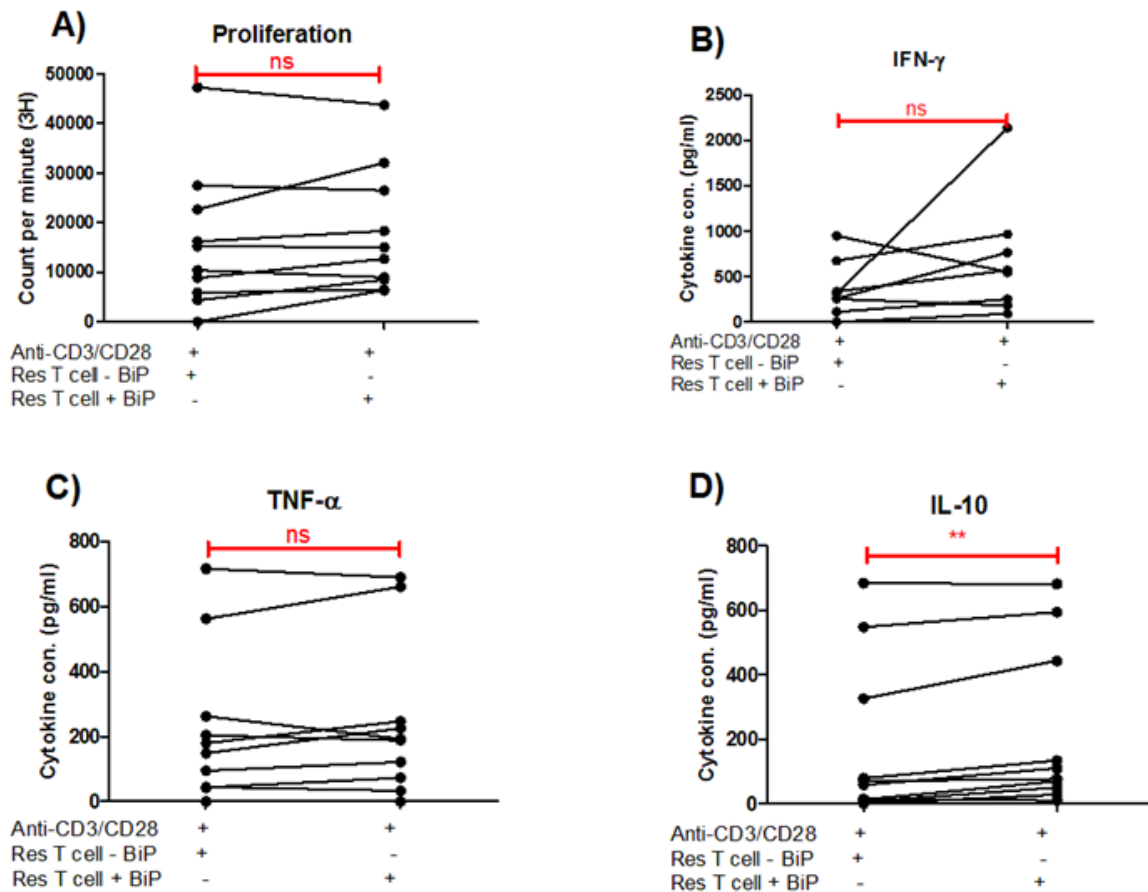 A)
Proliferation
ns
Count per minute (3H)
50000
40000
30000
20000
10000
0
Anti-CD3/CD28 + +
Res T cell - BiP + -
Res T cell + BiP - +
B)
IFN-γ
ns
Cytokine con. (pg/ml)
2500
2000
1500
1000
500
0
Anti-CD3/CD28 + +
Res T cell - BiP + -
Res T cell + BiP - +
C)
TNF-α
ns
Cytokine con. (pg/ml)
800
600
400
200
0
Anti-CD3/CD28 + +
Res T cell - BiP + -
Res T cell + BiP - +
D)
IL-10
**
Cytokine con. (pg/ml)
800
600
400
200
0
Anti-CD3/CD28 + +
Res T cell - BiP + -
Res T cell + BiP - +